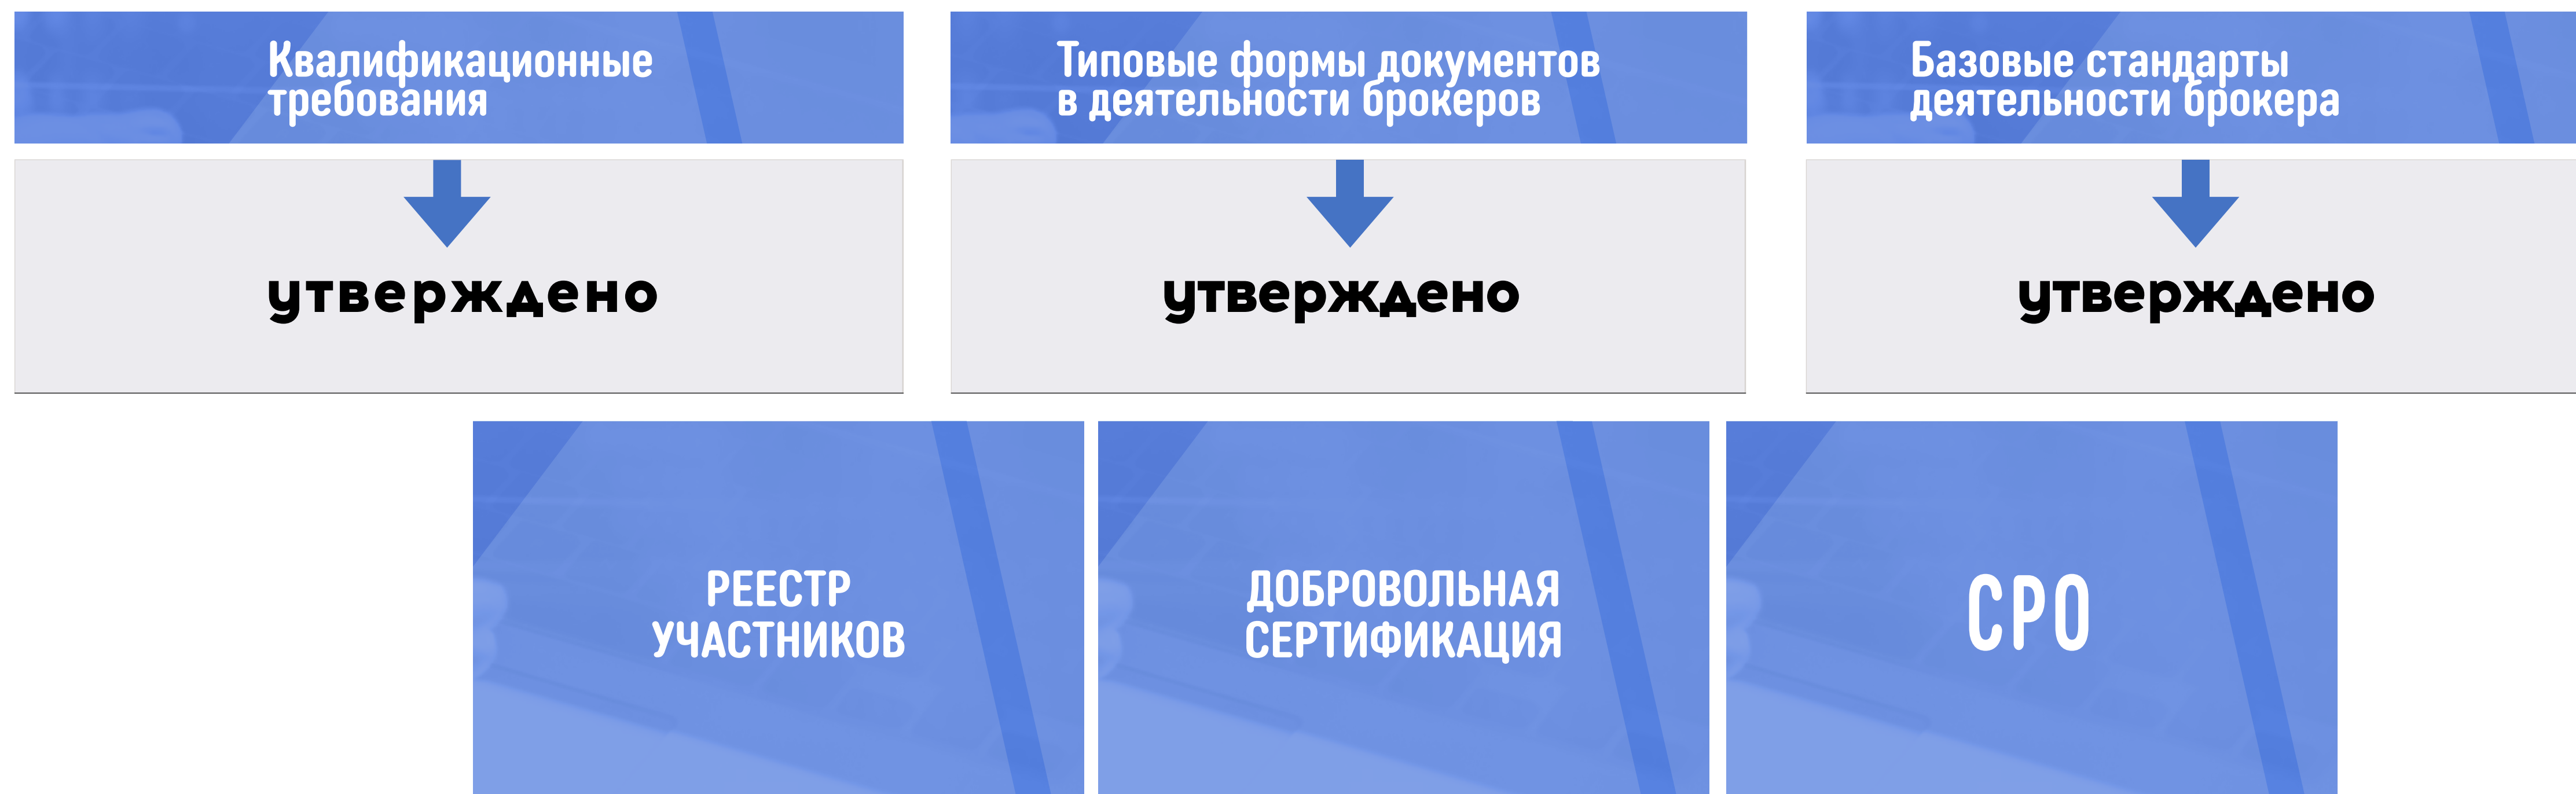 Квалификационные
требования
Типовые формы документов
в деятельности брокеров
Базовые стандарты
деятельности брокера
утверждено
утверждено
утверждено
РЕЕСТР
УЧАСТНИКОВ
ДОБРОВОЛЬНАЯ
СЕРТИФИКАЦИЯ
СРО